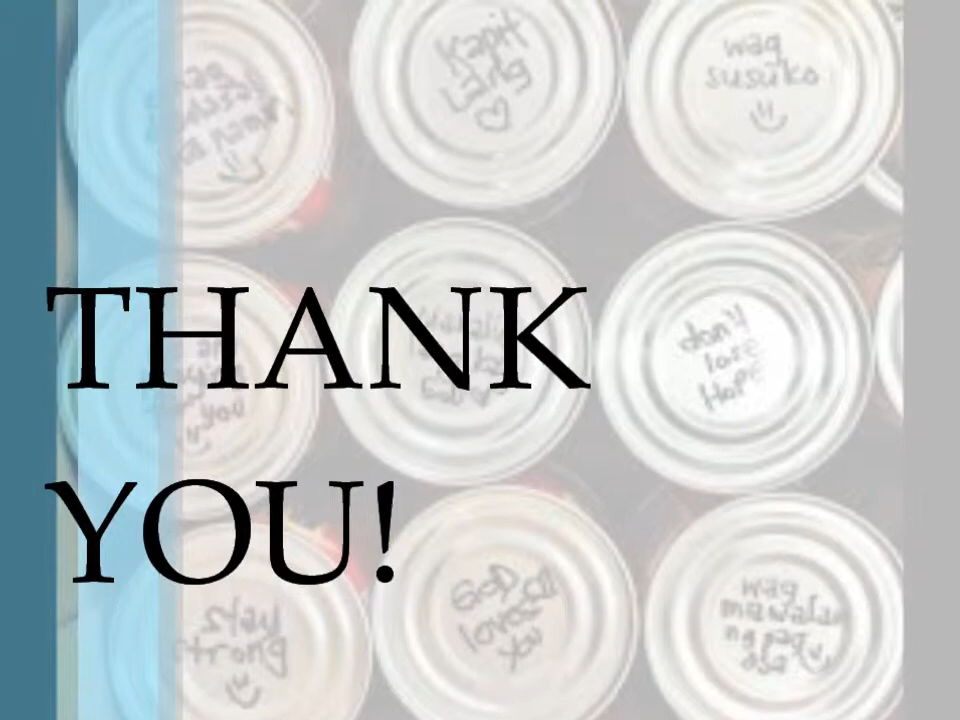 Kapit
Lang
wag
susuko
THANK
don't
lose
Hope
you
YOU!
Stay
strong
GOD
loves
you
wag
mawalan
ng pag
asa